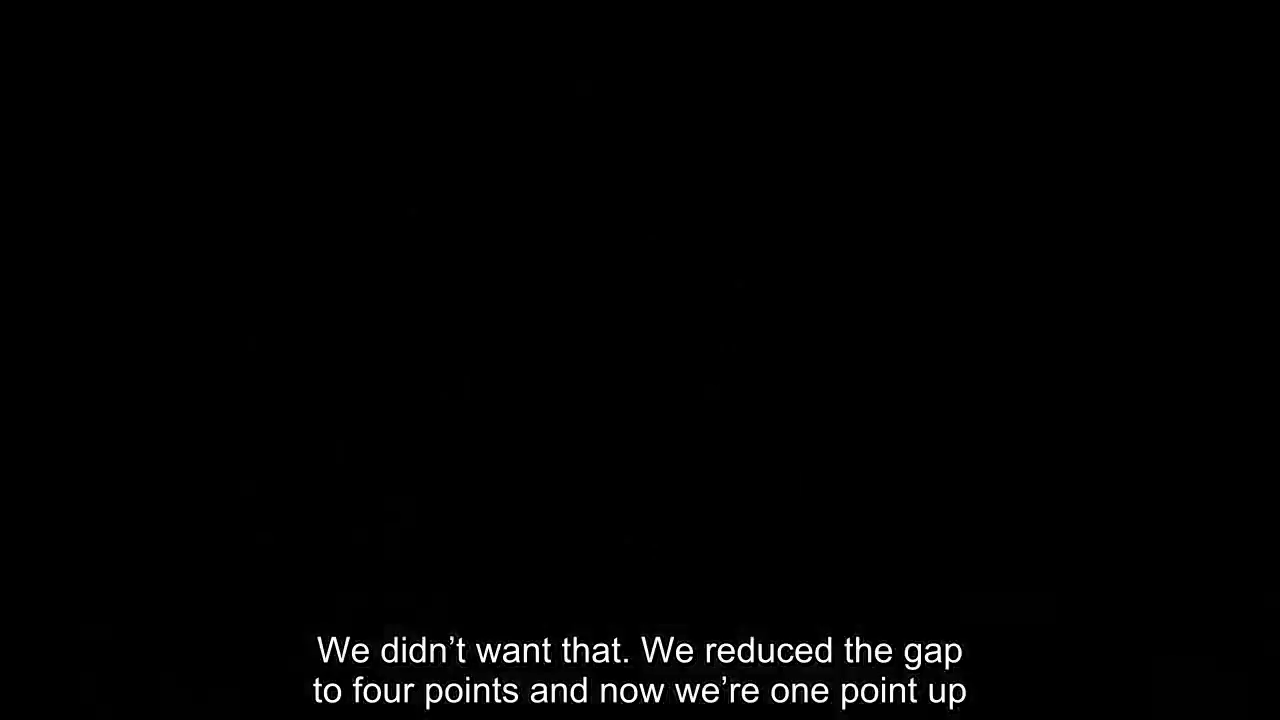 We didn’t want that. We reduced the gap
to four points and now we’re one point up